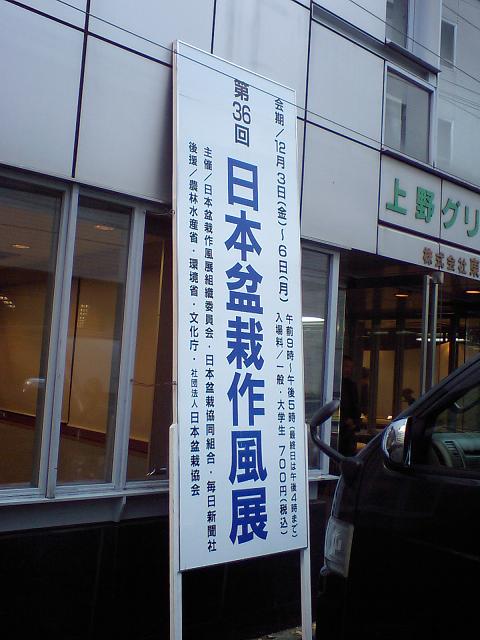 会期/12月3日(金)～6日(月)
午前9時～午後5時(最終日は午後4時まで)
入場料/一般・大学生 700円(税込)
第36回
日本盆栽作風展
主催/日本盆栽作風展組織委員会・日本盆栽協同組合・毎日新聞社
後援/農林水産省・環境省・文化庁・社団法人日本盆栽協会
上野グリ
株式会社東